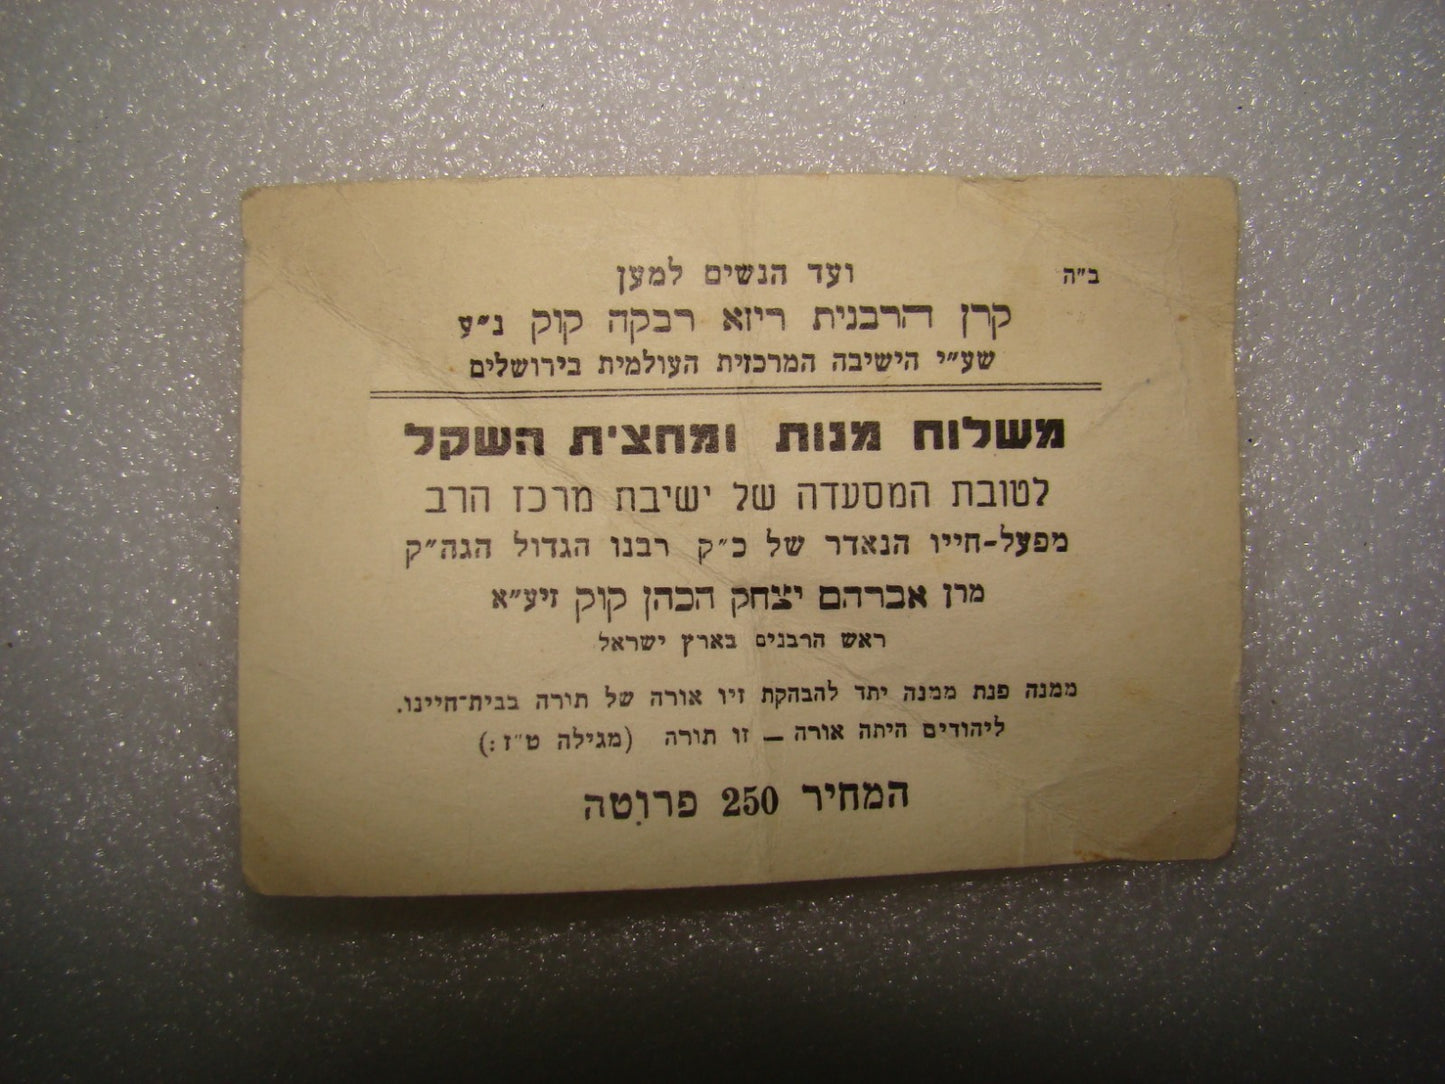 ב"ה
ועד הנשים למען
קרן הרבנית ריזא רבקה קוק נ"ע
שע"י הישיבה המרכזית העולמית בירושלים
משלוח מנות ומחצית השקל
לטובת המסעדה של ישיבת מרכז הרב
מפעל-חייו הנאדר של כ"ק רבנו הגדול הגה"ק
מרן אברהם יצחק הכהן קוק זיע"א
ראש הרבנים בארץ ישראל
ממנה פנת ממנה יתד להבהקת זיו אורה של תורה בבית־חיינו.
ליהודים היתה אורה — זו תורה (מגילה ט"ז:)
המחיר 250 פרוטה